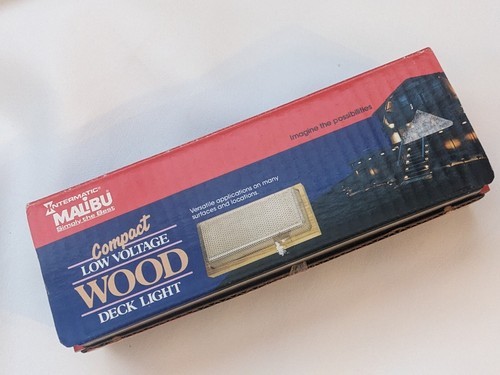 INTERMATIC
MALIBU
Simply the Best
Compact
LOW VOLTAGE
WOOD
DECK LIGHT
Versatile applications on many
surfaces and locations.
Imagine the possibilities